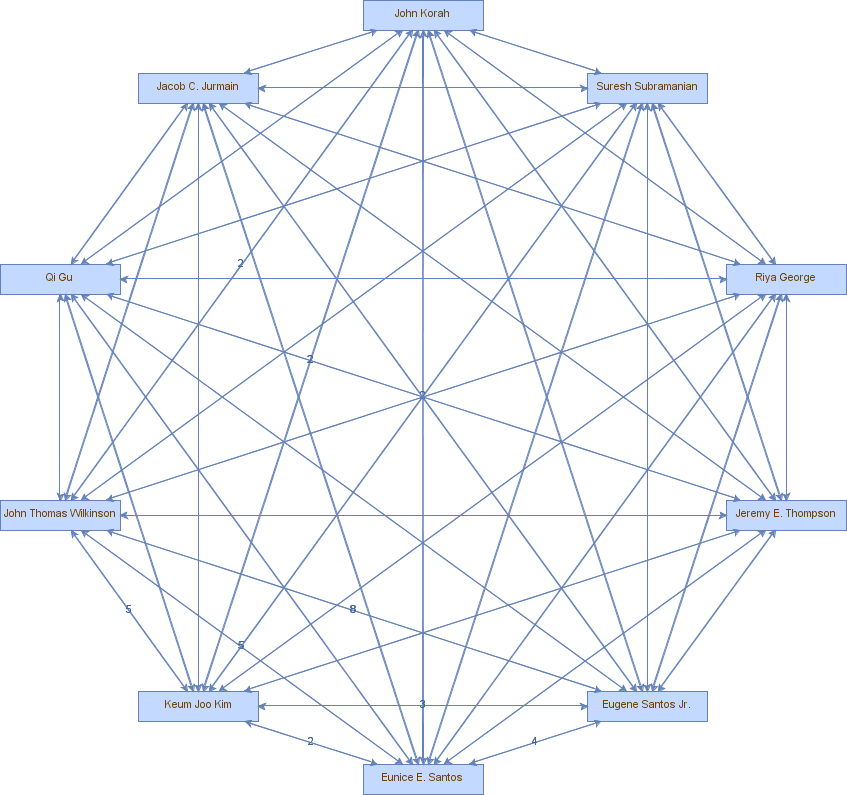 John Korah
Jacob C. Jurmain
Suresh Subramanian
2
Qi Gu
Riya George
2
John Thomas Wilkinson
Jeremy E. Thompson
5
8
5
Keum Joo Kim
3
Eugene Santos Jr.
2
4
Eunice E. Santos